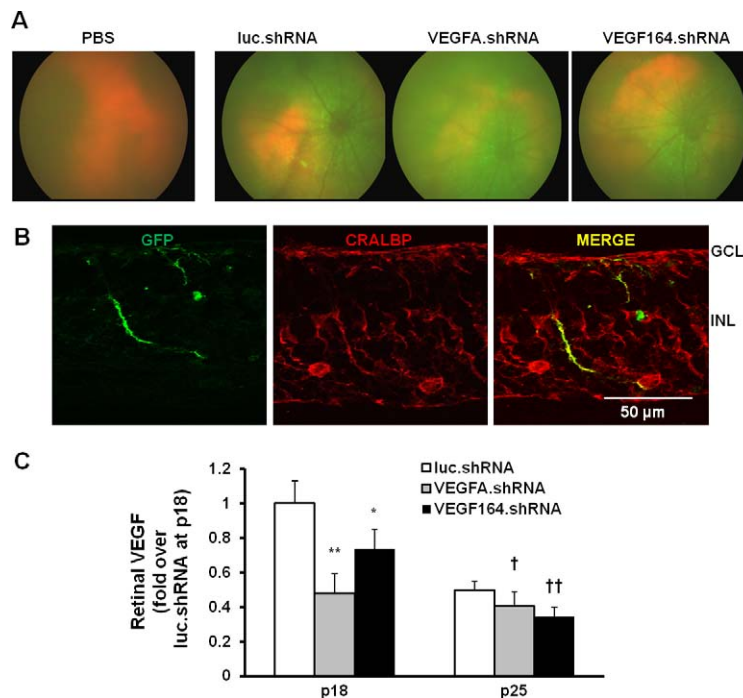 A
PBS
luc.shRNA
VEGFA.shRNA
VEGF164.shRNA
B
GFP
CRALBP
MERGE
GCL
INL
50 µm
C
Retinal VEGF
(fold over
luc.shRNA at p18)
1.2
1
0.8
0.6
0.4
0.2
0
luc.shRNA
VEGFA.shRNA
VEGF164.shRNA
**
*
†
††
p18
p25